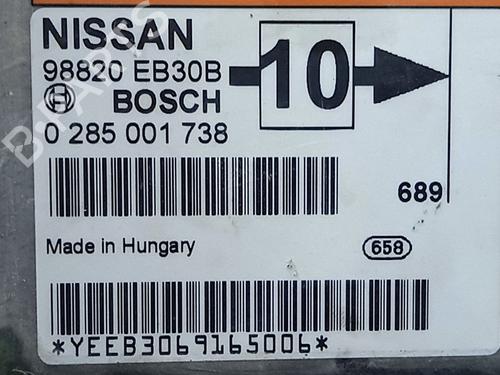 NISSAN
98820 EB30B
10
BOSCH
0 285 001 738
689
Made in Hungary
658
*YEEB3069165006*